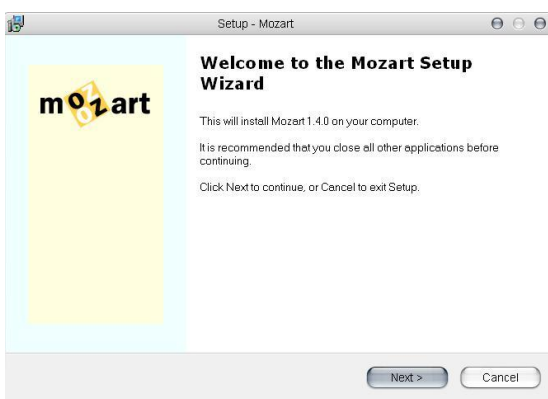 Setup - Mozart
mozart
Welcome to the Mozart Setup
Wizard
This will install Mozart 1.4.0 on your computer.
It is recommended that you close all other applications before
continuing.
Click Next to continue, or Cancel to exit Setup.
Next >
Cancel